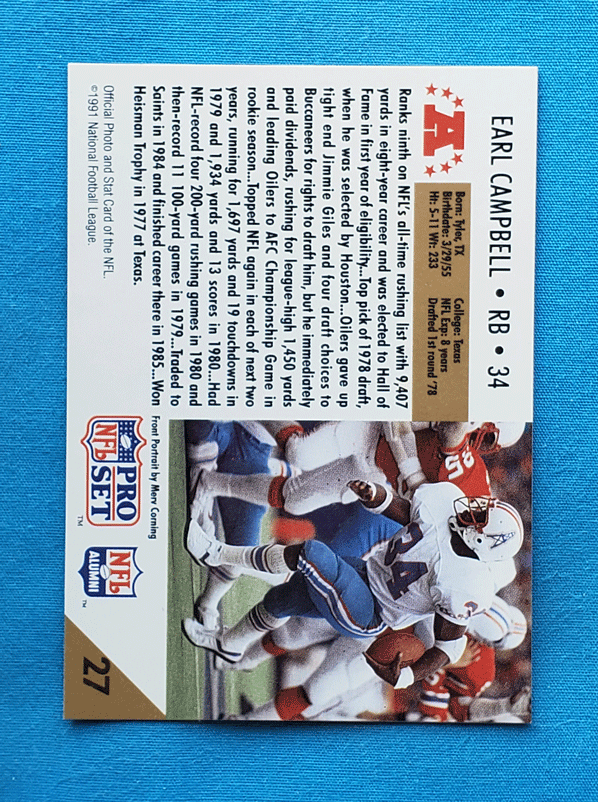 EARL CAMPBELL • RB • 34
A
Born: Tyler, TX
Birthdate: 3/29/55
Ht: 5-11 Wt: 233
College: Texas
NFL Exp: 8 years
Drafted 1st round '78
Ranks ninth on NFL's all-time rushing list with 9,407
yards in eight-year career and was elected to Hall of
Fame in first year of eligibility...Top pick of 1978 draft,
when he was selected by Houston...Oilers gave up
tight end Jimmie Giles and four draft choices to
Buccaneers for rights to draft him, but he immediately
paid dividends, rushing for league-high 1,450 yards
and leading Oilers to AFC Championship Game in
rookie season...Topped NFL again in each of next two
years, running for 1,697 yards and 19 touchdowns in
1979 and 1,934 yards and 13 scores in 1980...Had
NFL-record four 200-yard rushing games in 1980 and
then-record 11 100-yard games in 1979...Traded to
Saints in 1984 and finished career there in 1985...Won
Heisman Trophy in 1977 at Texas.
Official Photo and Stat Card of the NFL.
©1991 National Football League.
34
Front Portrait by Merv Corning
NFL PRO SET™
NFL ALUMNI™
27